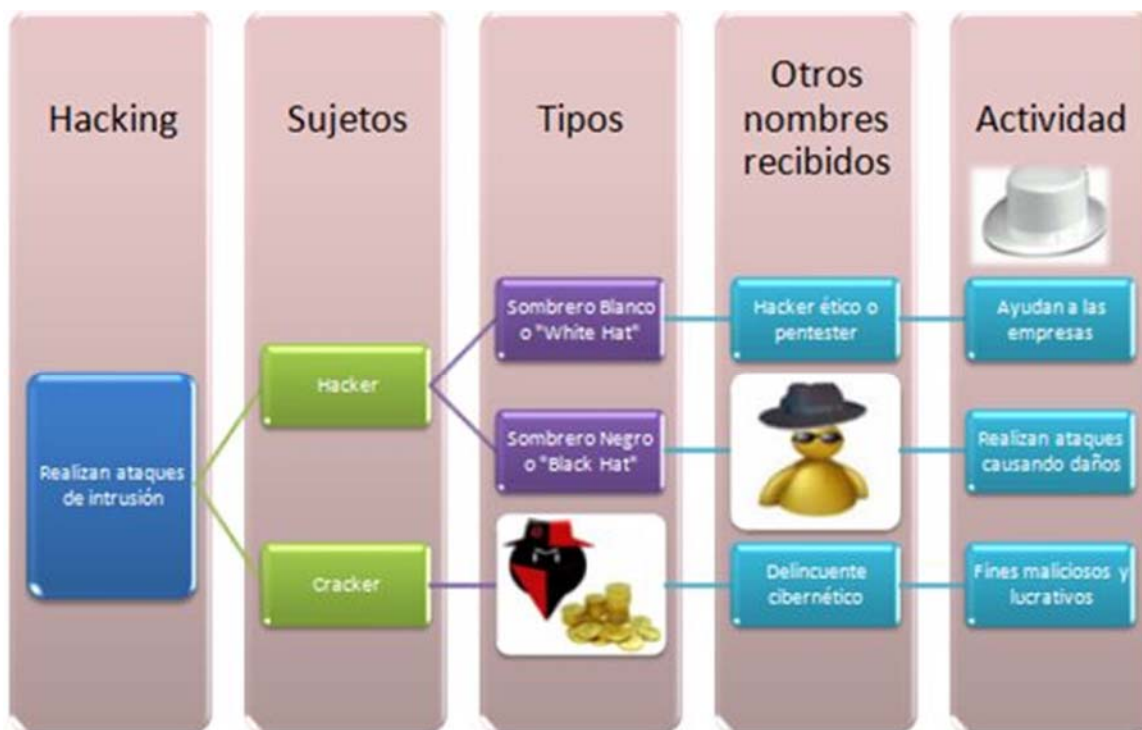 Hacking
Sujetos
Tipos
Otros
nombres
recibidos
Actividad
Realizan ataques
de intrusión
Hacker
Cracker
Sombrero Blanco
o "White Hat"
Sombrero Negro
o "Black Hat"
Hacker ético o
pentester
Delincuente
cibernético
Ayudan a las
empresas
Realizan ataques
causando daños
Fines maliciosos y
lucrativos